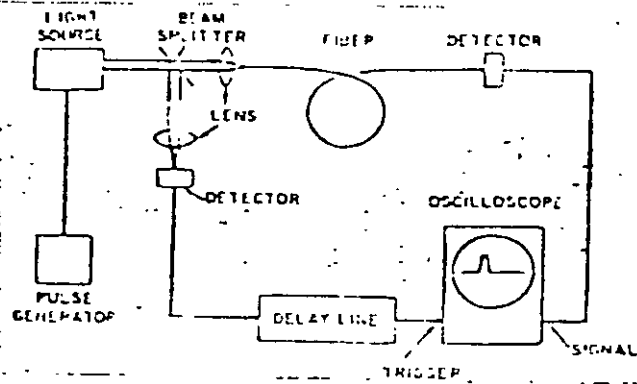 LIGHT
SOURCE
BEAM
SPLITTER
FIBER
DETECTOR
LENS
DETECTOR
OSCILLOSCOPE
PULSE
GENERATOR
DELAY LINE
TRIGGER
SIGNAL